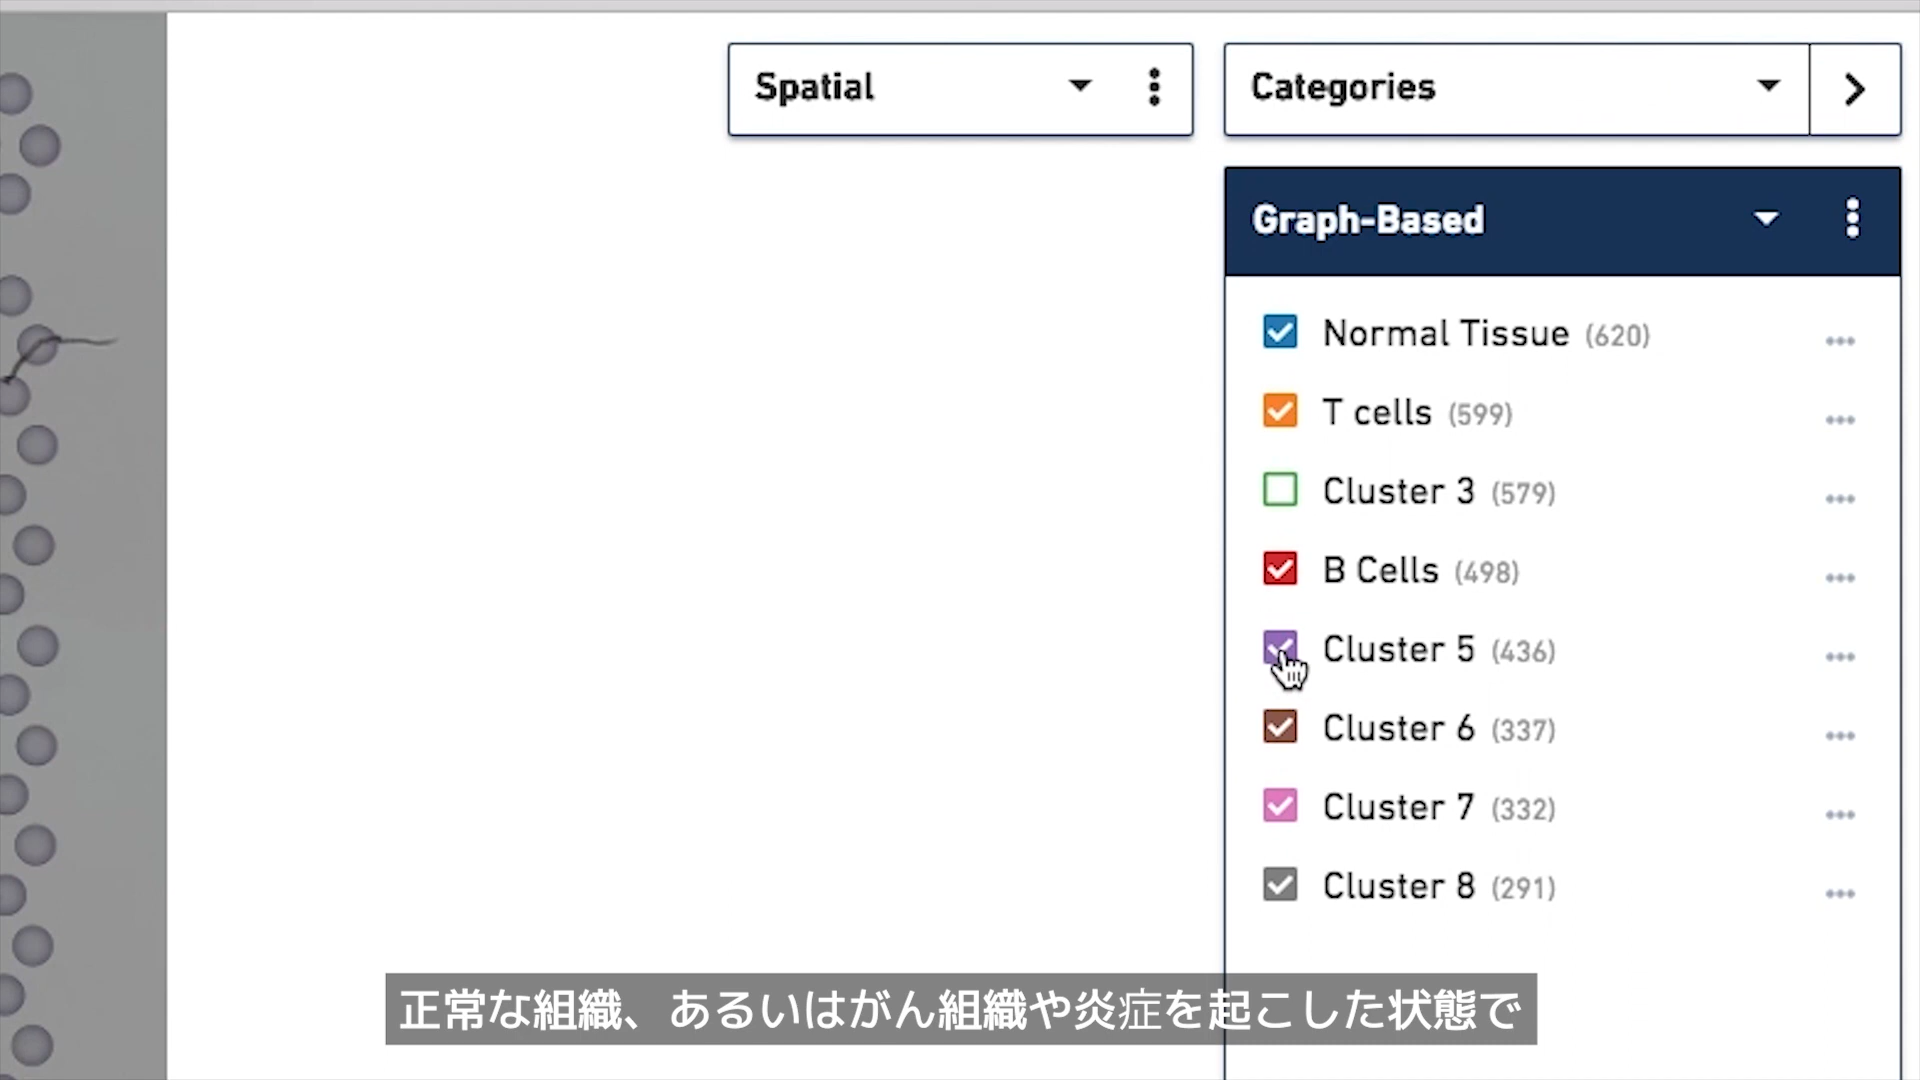 Spatial
Categories
Graph-Based
Normal Tissue (620)
T cells (599)
Cluster 3 (579)
B Cells (498)
Cluster 5 (436)
Cluster 6 (337)
Cluster 7 (332)
Cluster 8 (291)
正常な組織、あるいはがん組織や炎症を起こした状態で